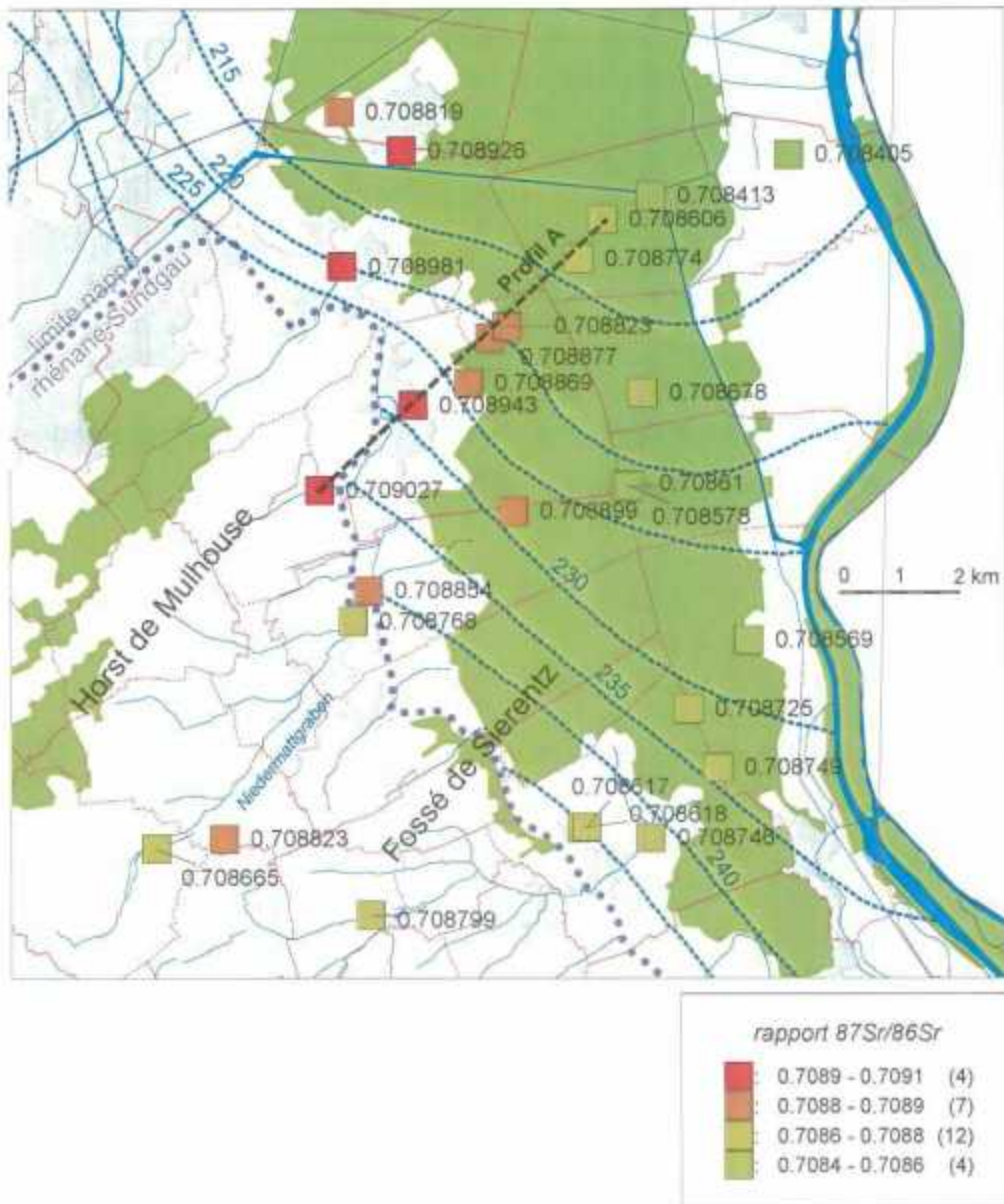 215
0.708819
0.708926
0.708405
220
225
0.708413
0.708606
Profil A
0.708774
0.708981
limite nappe
rhénane-Sundgau
0.708823
0.708877
0.708869
0.708678
0.708943
0.709027
0.70861
0.708578
0.708899
Horst de Mulhouse
230
0 1 2 km
0.708854
0.708768
0.708569
235
0.708725
Niedermattgraben
Fossé de Sierentz
0.708749
0.708617
0.708618
0.708748
0.708823
240
0.708665
0.708799
rapport 87Sr/86Sr
: 0.7089 - 0.7091 (4)
: 0.7088 - 0.7089 (7)
: 0.7086 - 0.7088 (12)
: 0.7084 - 0.7086 (4)